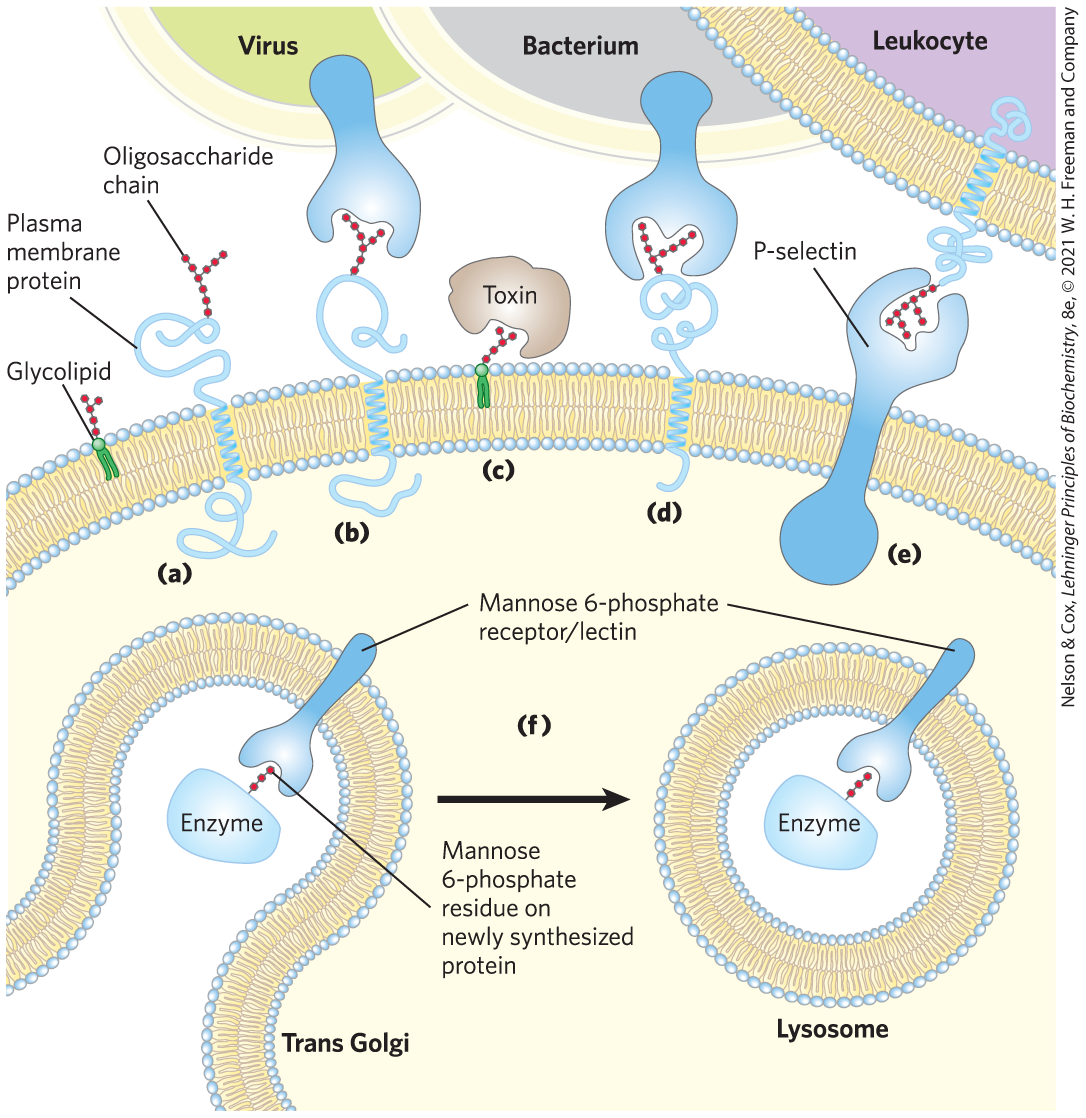 Virus
Bacterium
Leukocyte
Oligosaccharide
chain
Plasma
membrane
protein
P-selectin
Toxin
Glycolipid
(a)
(b)
(c)
(d)
(e)
Mannose 6-phosphate
receptor/lectin
(f)
Enzyme
Enzyme
Mannose
6-phosphate
residue on
newly synthesized
protein
Trans Golgi
Lysosome
Nelson & Cox, Lehninger Principles of Biochemistry, 8e, © 2021 W. H. Freeman and Company